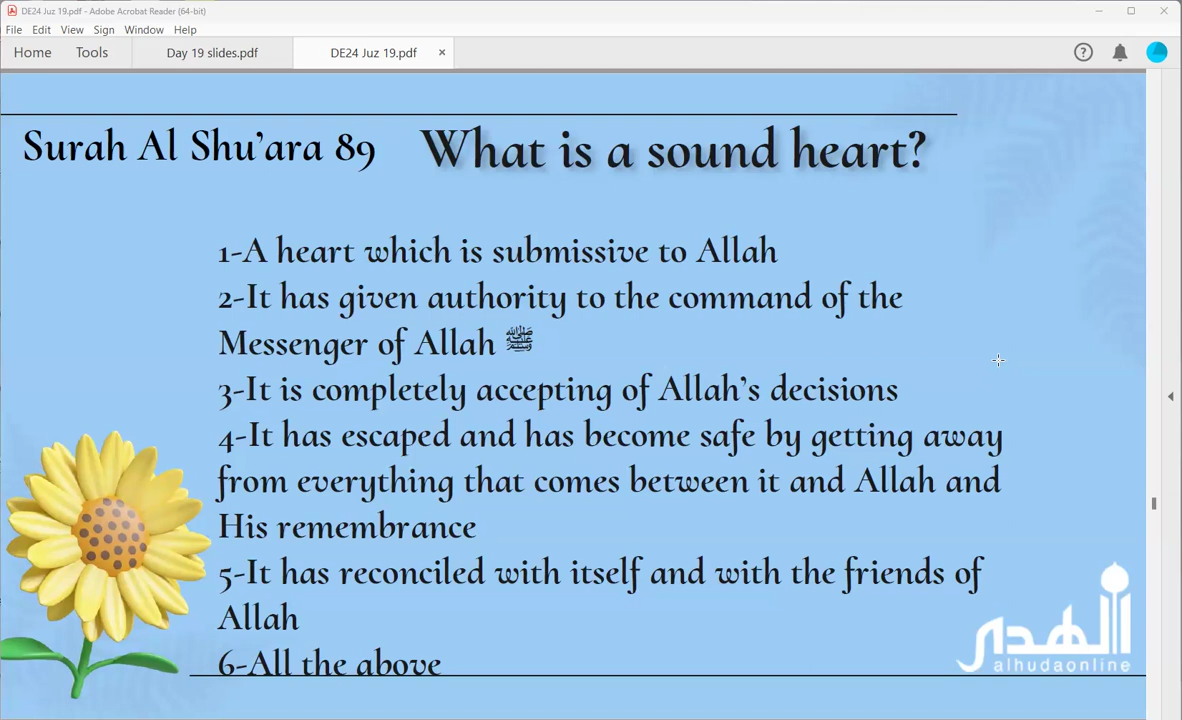 DE24 Juz 19.pdf - Adobe Acrobat Reader (64-bit)
File Edit View Sign Window Help
Home Tools Day 19 slides.pdf DE24 Juz 19.pdf ×
Surah Al Shu’ara 89 What is a sound heart?
1-A heart which is submissive to Allah
2-It has given authority to the command of the
Messenger of Allah ﷺ
3-It is completely accepting of Allah’s decisions
4-It has escaped and has become safe by getting away
from everything that comes between it and Allah and
His remembrance
5-It has reconciled with itself and with the friends of
Allah
6-All the above
الهدى
alhudaonline